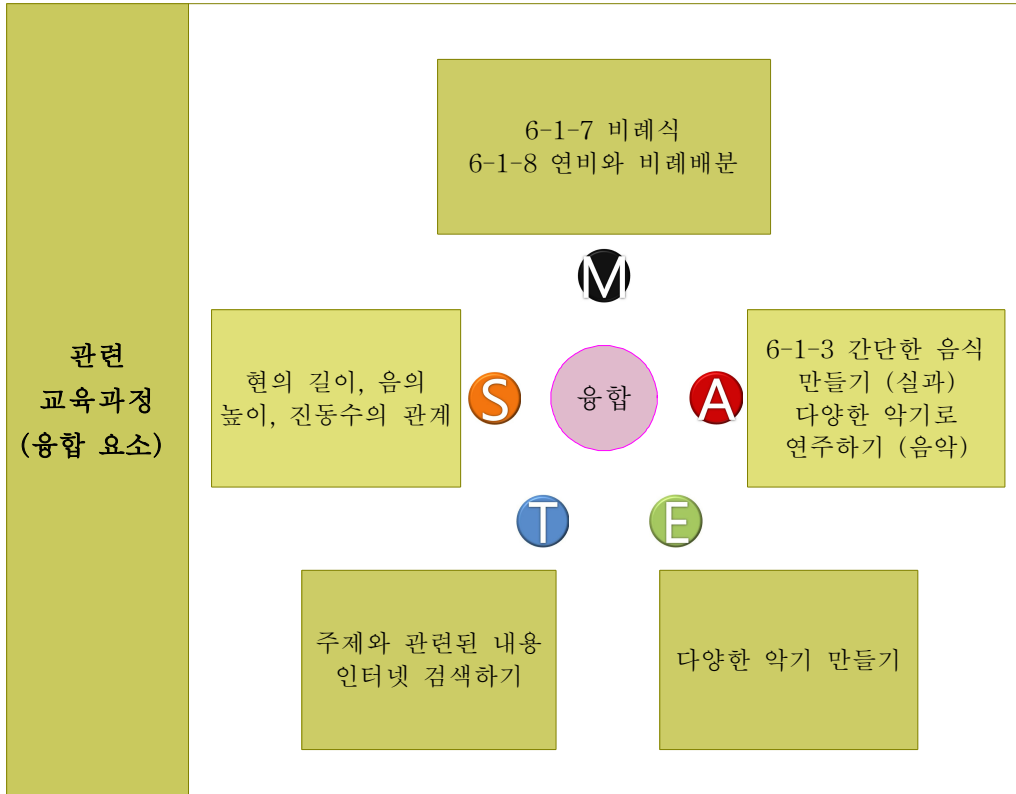 관련
교육과정
(융합 요소)
6-1-7 비례식
6-1-8 연비와 비례배분
M
현의 길이, 음의
높이, 진동수의 관계
S
융합
A
6-1-3 간단한 음식
만들기 (실과)
다양한 악기로
연주하기 (음악)
T
E
주제와 관련된 내용
인터넷 검색하기
다양한 악기 만들기